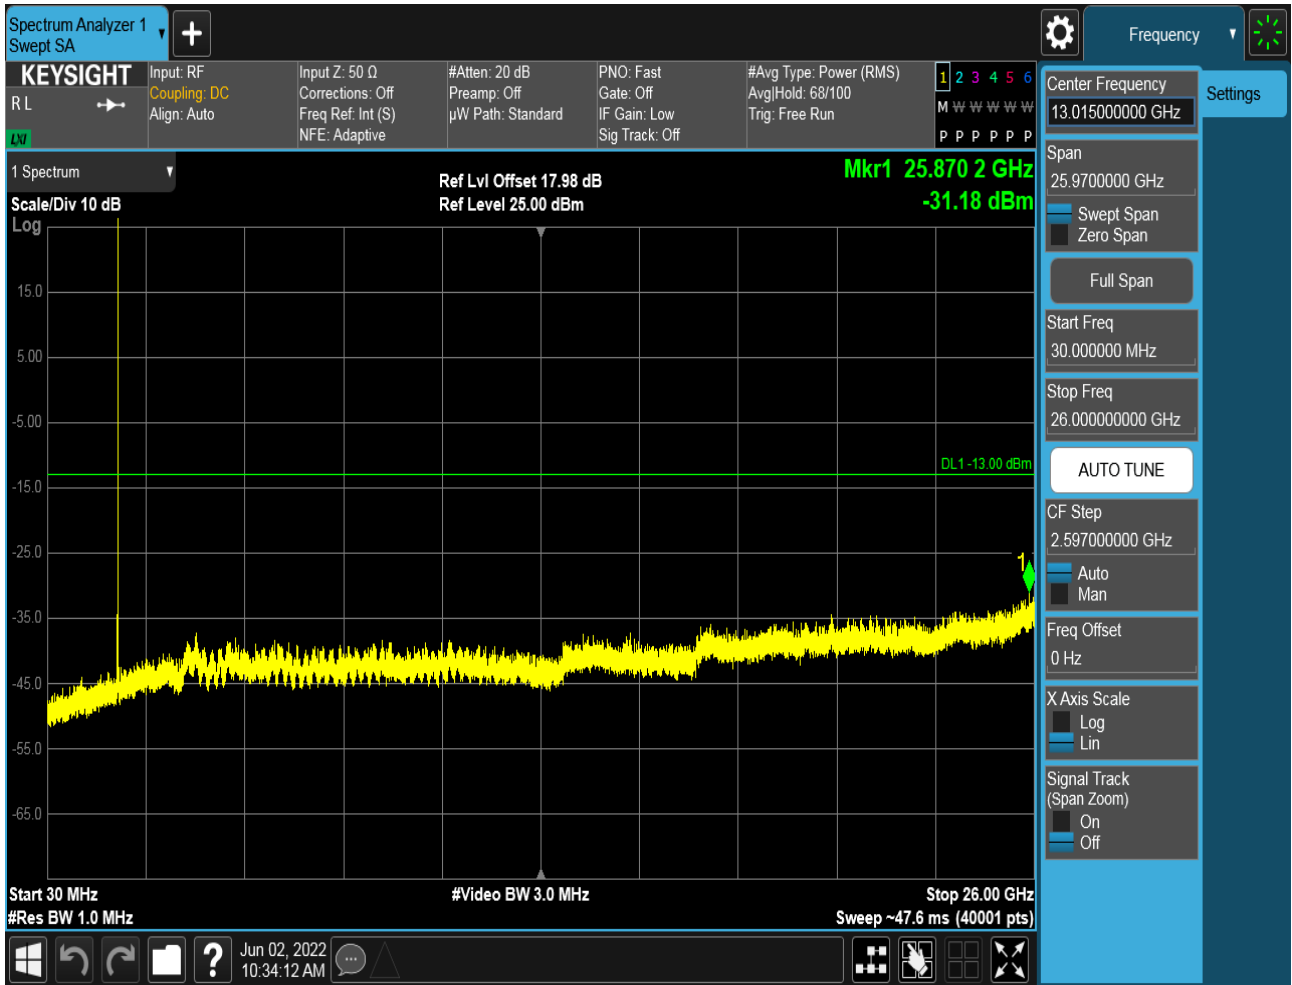 Spectrum Analyzer 1
Swept SA
Frequency
KEYSIGHT
R L
LXI
Input: RF
Coupling: DC
Align: Auto
Input Z: 50 Ω
Corrections: Off
Freq Ref: Int (S)
NFE: Adaptive
#Atten: 20 dB
Preamp: Off
µW Path: Standard
PNO: Fast
Gate: Off
IF Gain: Low
Sig Track: Off
#Avg Type: Power (RMS)
Avg|Hold: 68/100
Trig: Free Run
1 2 3 4 5 6
M W W W W W
P P P P P P
1 Spectrum
Scale/Div 10 dB
Log
Ref Lvl Offset 17.98 dB
Ref Level 25.00 dBm
Mkr1 25.870 2 GHz
-31.18 dBm
15.0
5.00
-5.00
DL1 -13.00 dBm
-15.0
-25.0
1
-35.0
-45.0
-55.0
-65.0
Start 30 MHz
#Res BW 1.0 MHz
#Video BW 3.0 MHz
Stop 26.00 GHz
Sweep ~47.6 ms (40001 pts)
Center Frequency
13.015000000 GHz
Settings
Span
25.9700000 GHz
Swept Span
Zero Span
Full Span
Start Freq
30.000000 MHz
Stop Freq
26.000000000 GHz
AUTO TUNE
CF Step
2.597000000 GHz
Auto
Man
Freq Offset
0 Hz
X Axis Scale
Log
Lin
Signal Track
(Span Zoom)
On
Off
?
Jun 02, 2022
10:34:12 AM